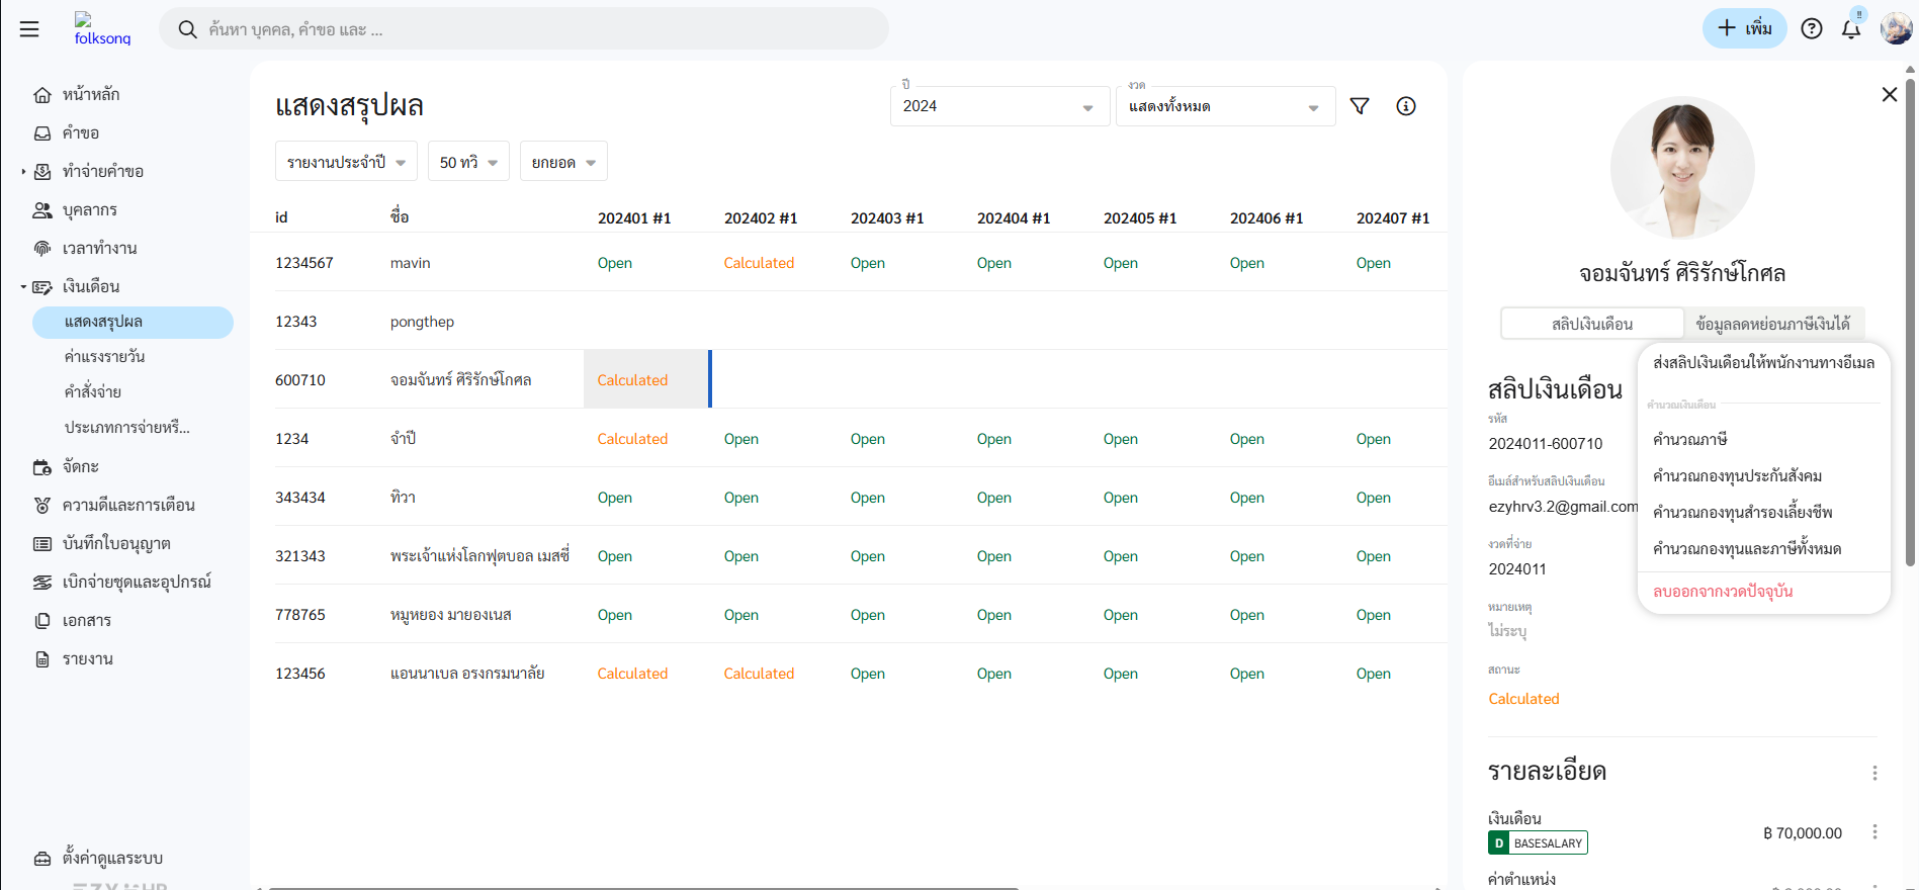 folksonq
ค้นหา บุคคล, คำขอ และ ...
เพิ่ม
หน้าหลัก
คำขอ
ทำจ่ายคำขอ
บุคลากร
เวลาทำงาน
เงินเดือน
แสดงสรุปผล
ค่าแรงรายวัน
คำสั่งจ่าย
ประเภทการจ่ายหรื...
จัดกะ
ความดีและการเตือน
บันทึกใบอนุญาต
เบิกจ่ายชุดและอุปกรณ์
เอกสาร
รายงาน
ตั้งค่าดูแลระบบ
แสดงสรุปผล
ปี
2024
งวด
แสดงทั้งหมด
รายงานประจำปี
50 ทวิ
ยกยอด
id ชื่อ 202401 #1 202402 #1 202403 #1 202404 #1 202405 #1 202406 #1 202407 #1
1234567 mavin Open Calculated Open Open Open Open Open
12343 pongthep
600710 จอมจันทร์ ศิริรักษ์โกศล Calculated
1234 จำปี Calculated Open Open Open Open Open Open
343434 ทิวา Open Open Open Open Open Open Open
321343 พระเจ้าแห่งโลกฟุตบอล เมสซี่ Open Open Open Open Open Open Open
778765 หมูหยอง มายองเนส Open Open Open Open Open Open Open
123456 แอนนาเบล อรงกรมนาลัย Calculated Calculated Open Open Open Open Open
จอมจันทร์ ศิริรักษ์โกศล
สลิปเงินเดือน
ข้อมูลลดหย่อนภาษีเงินได้
ส่งสลิปเงินเดือนให้พนักงานทางอีเมล
คำนวณเงินเดือน
คำนวณภาษี
คำนวณกองทุนประกันสังคม
คำนวณกองทุนสำรองเลี้ยงชีพ
คำนวณกองทุนและภาษีทั้งหมด
ลบออกจากงวดปัจจุบัน
สลิปเงินเดือน
รหัส
2024011-600710
อีเมล์สำหรับสลิปเงินเดือน
ezyhrv3.2@gmail.com
งวดที่จ่าย
2024011
หมายเหตุ
ไม่ระบุ
สถานะ
Calculated
รายละเอียด
เงินเดือน
D BASESALARY
฿ 70,000.00
ค่าตำแหน่ง